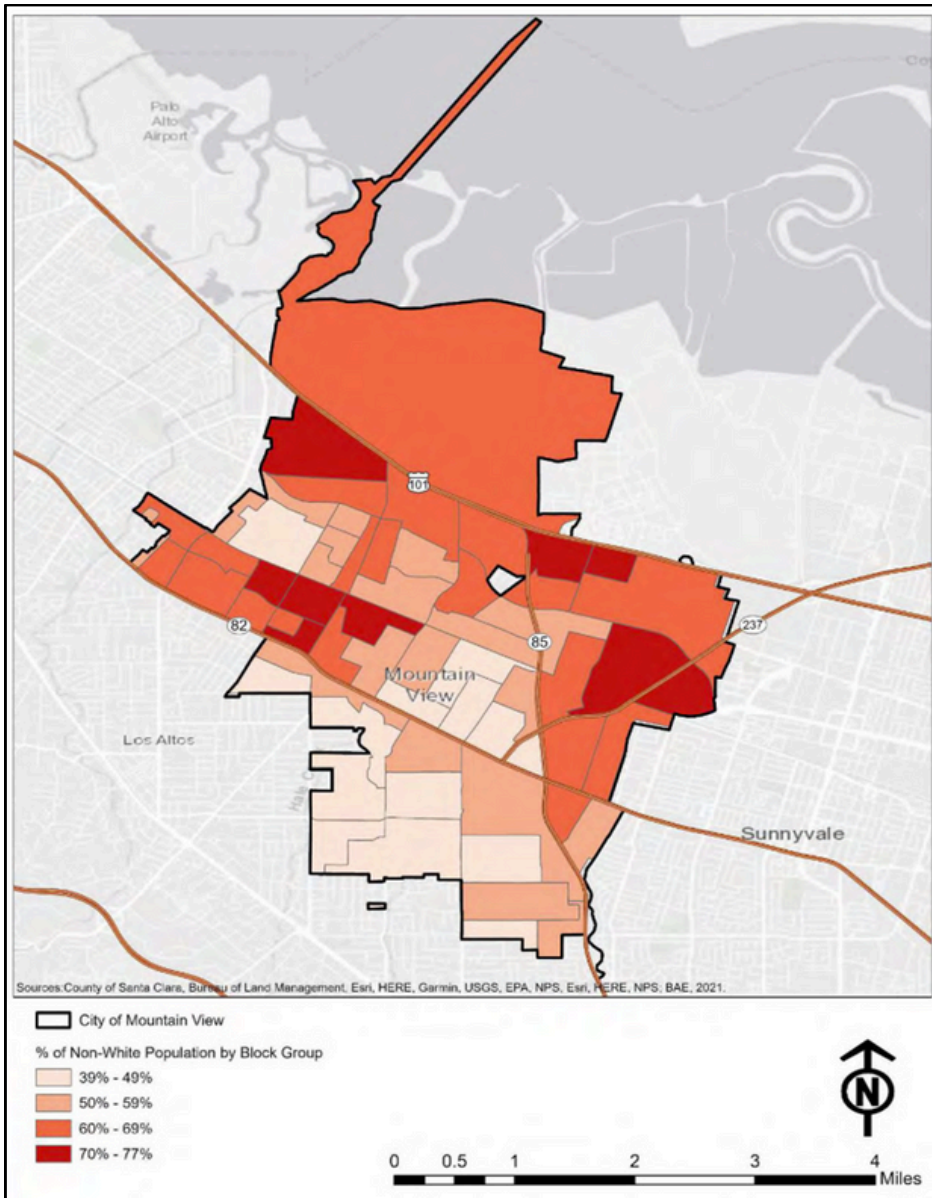 Palo
Alto
Airport
101
82
85
237
Mountain
View
Los Altos
Hale C
Sunnyvale
Sources:County of Santa Clara, Bureau of Land Management, Esri, HERE, Garmin, USGS, EPA, NPS, Esri, HERE, NPS; BAE, 2021.
City of Mountain View
% of Non-White Population by Block Group
39% - 49%
50% - 59%
60% - 69%
70% - 77%
N
0 0.5 1 2 3 4
Miles